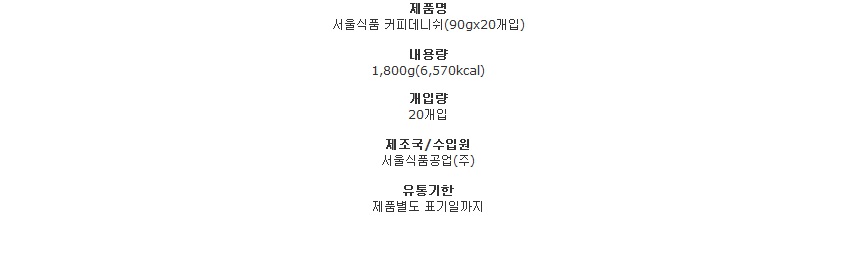 제품명
서울식품 커피데니쉬(90gx20개입)
내용량
1,800g(6,570kcal)
개입량
20개입
제조국/수입원
서울식품공업(주)
유통기한
제품별도 표기일까지